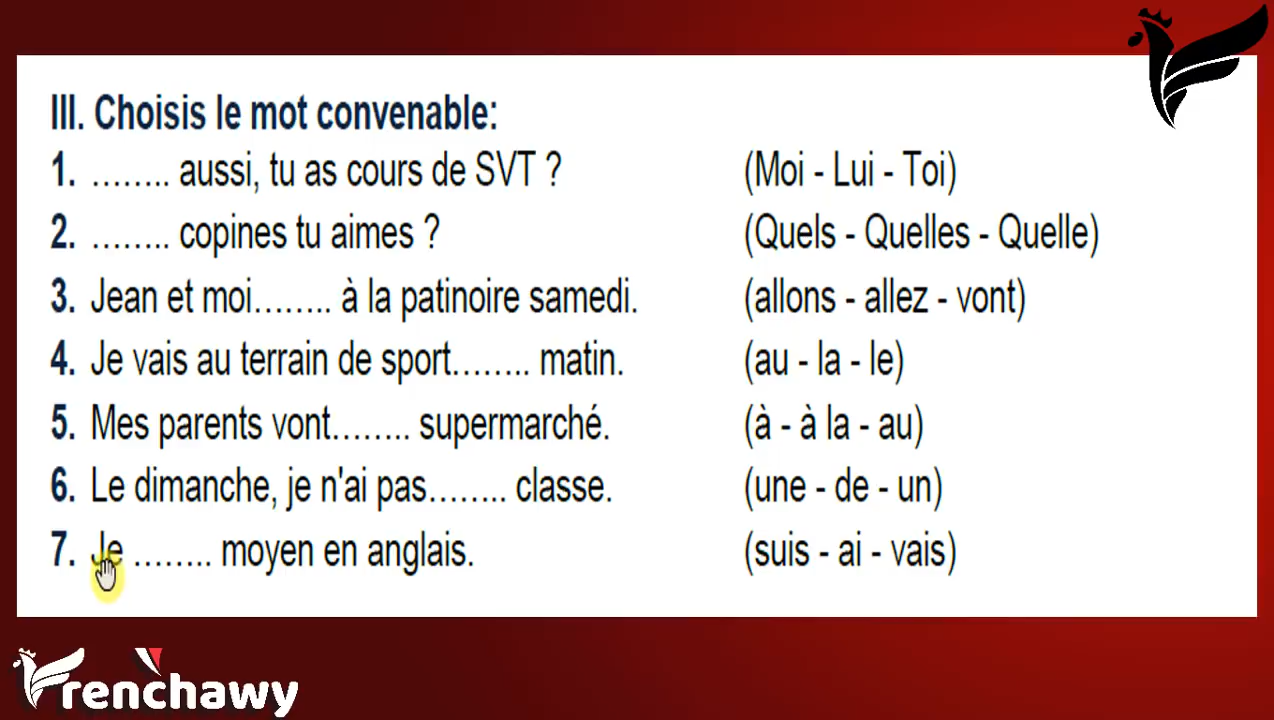 III. Choisis le mot convenable:
1. …….. aussi, tu as cours de SVT ? (Moi - Lui - Toi)
2. …….. copines tu aimes ? (Quels - Quelles - Quelle)
3. Jean et moi…….. à la patinoire samedi. (allons - allez - vont)
4. Je vais au terrain de sport…….. matin. (au - la - le)
5. Mes parents vont…….. supermarché. (à - à la - au)
6. Le dimanche, je n'ai pas…….. classe. (une - de - un)
7. Je …….. moyen en anglais. (suis - ai - vais)
Frenchawy